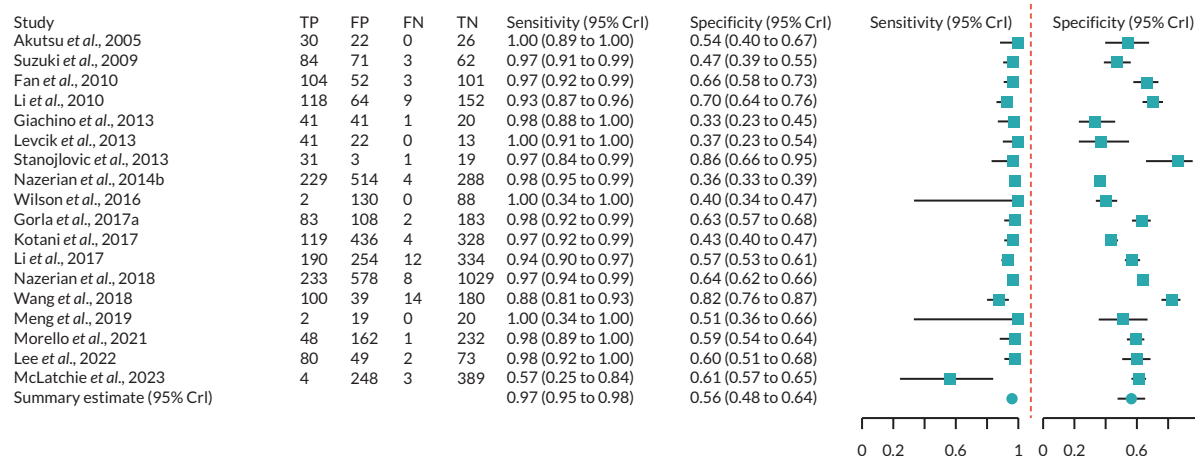 Study TP FP FN TN Sensitivity (95% CrI) Specificity (95% CrI) Sensitivity (95% CrI) Specificity (95% CrI)
Akutsu et al., 2005 30 22 0 26 1.00 (0.89 to 1.00) 0.54 (0.40 to 0.67)
Suzuki et al., 2009 84 71 3 62 0.97 (0.91 to 0.99) 0.47 (0.39 to 0.55)
Fan et al., 2010 104 52 3 101 0.97 (0.92 to 0.99) 0.66 (0.58 to 0.73)
Li et al., 2010 118 64 9 152 0.93 (0.87 to 0.96) 0.70 (0.64 to 0.76)
Giachino et al., 2013 41 41 1 20 0.98 (0.88 to 1.00) 0.33 (0.23 to 0.45)
Levcik et al., 2013 41 22 0 13 1.00 (0.91 to 1.00) 0.37 (0.23 to 0.54)
Stanojlovic et al., 2013 31 3 1 19 0.97 (0.84 to 0.99) 0.86 (0.66 to 0.95)
Nazerian et al., 2014b 229 514 4 288 0.98 (0.95 to 0.99) 0.36 (0.33 to 0.39)
Wilson et al., 2016 2 130 0 88 1.00 (0.34 to 1.00) 0.40 (0.34 to 0.47)
Gorla et al., 2017a 83 108 2 183 0.98 (0.92 to 0.99) 0.63 (0.57 to 0.68)
Kotani et al., 2017 119 436 4 328 0.97 (0.92 to 0.99) 0.43 (0.40 to 0.47)
Li et al., 2017 190 254 12 334 0.94 (0.90 to 0.97) 0.57 (0.53 to 0.61)
Nazerian et al., 2018 233 578 8 1029 0.97 (0.94 to 0.99) 0.64 (0.62 to 0.66)
Wang et al., 2018 100 39 14 180 0.88 (0.81 to 0.93) 0.82 (0.76 to 0.87)
Meng et al., 2019 2 19 0 20 1.00 (0.34 to 1.00) 0.51 (0.36 to 0.66)
Morello et al., 2021 48 162 1 232 0.98 (0.89 to 1.00) 0.59 (0.54 to 0.64)
Lee et al., 2022 80 49 2 73 0.98 (0.92 to 1.00) 0.60 (0.51 to 0.68)
McLatchie et al., 2023 4 248 3 389 0.57 (0.25 to 0.84) 0.61 (0.57 to 0.65)
Summary estimate (95% CrI) 0.97 (0.95 to 0.98) 0.56 (0.48 to 0.64)
0 0.2 0.6 1 0 0.2 0.6